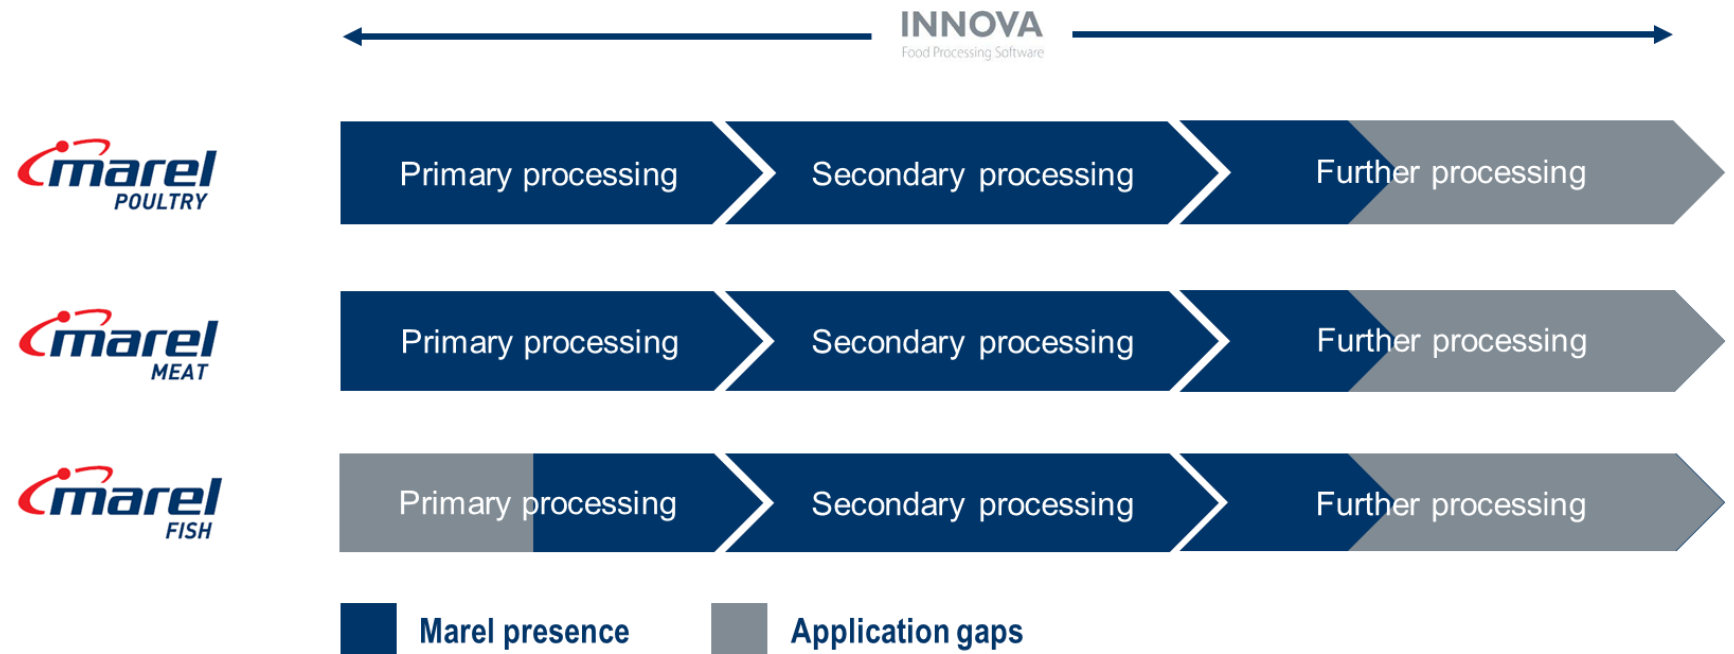 INNOVA
Food Processing Software
marel
POULTRY
Primary processing
Secondary processing
Further processing
marel
MEAT
Primary processing
Secondary processing
Further processing
marel
FISH
Primary processing
Secondary processing
Further processing
Marel presence
Application gaps